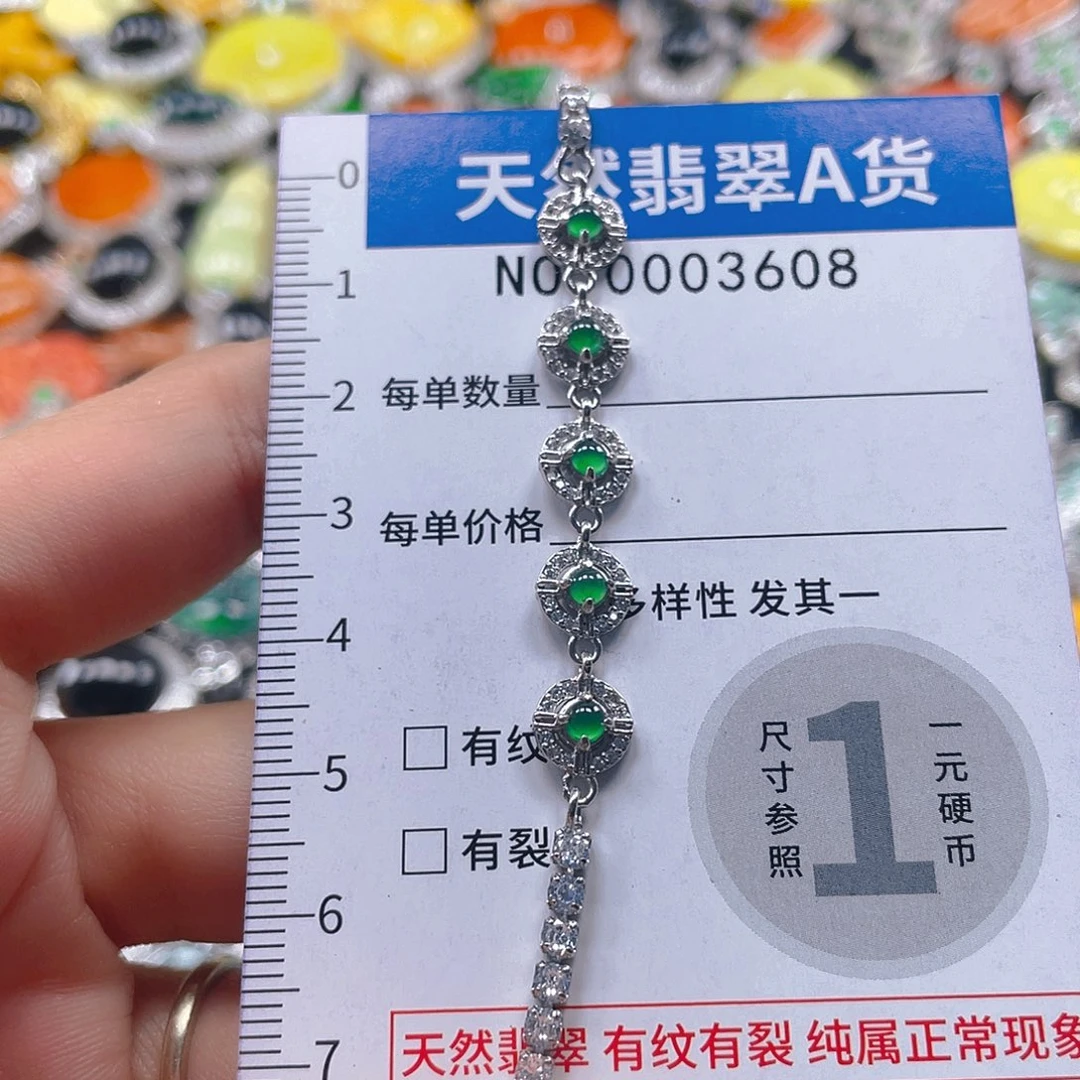 天然翡翠A货
NO 0003608
0
1
2
3
4
5
6
7
每单数量
每单价格
多样性 发其一
有纹
有裂
尺寸参照
1
一元硬币
天然翡翠 有纹有裂 纯属正常现象